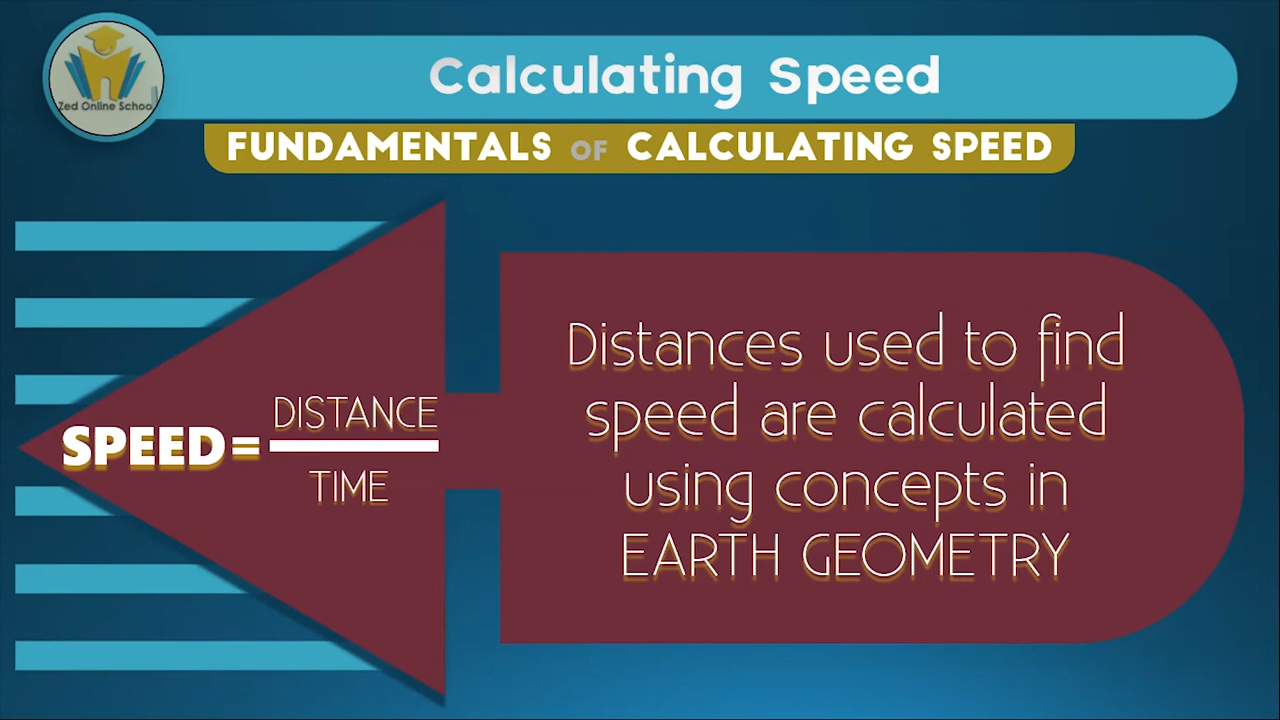 Zed Online School
Calculating Speed
FUNDAMENTALS OF CALCULATING SPEED
SPEED=
DISTANCE
TIME
Distances used to find
speed are calculated
using concepts in
EARTH GEOMETRY